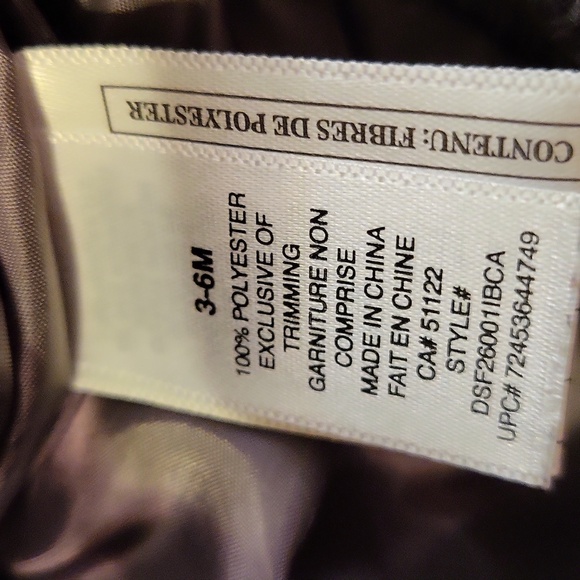 CONTENU: FIBRES DE POLYESTER
3-6M
100% POLYESTER
EXCLUSIVE OF
TRIMMING
GARNITURE NON
COMPRISE
MADE IN CHINA
FAIT EN CHINE
CA# 51122
STYLE#
DSF26001IBCA
UPC# 72453644749